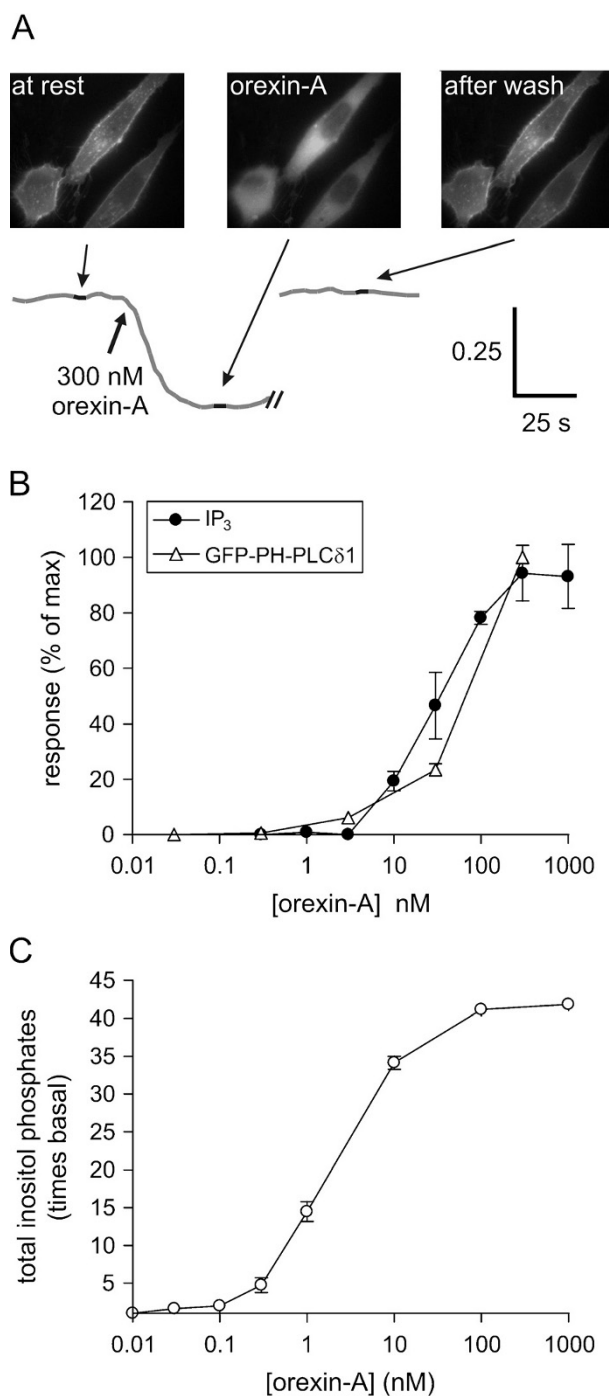 A
at rest
orexin-A
after wash
300 nM
orexin-A
0.25
25 s
B
IP₃
GFP-PH-PLCδ1
response (% of max)
120
100
80
60
40
20
0
0.01 0.1 1 10 100 1000
[orexin-A] nM
C
total inositol phosphates
(times basal)
45
40
35
30
25
20
15
10
5
0.01 0.1 1 10 100 1000
[orexin-A] (nM)